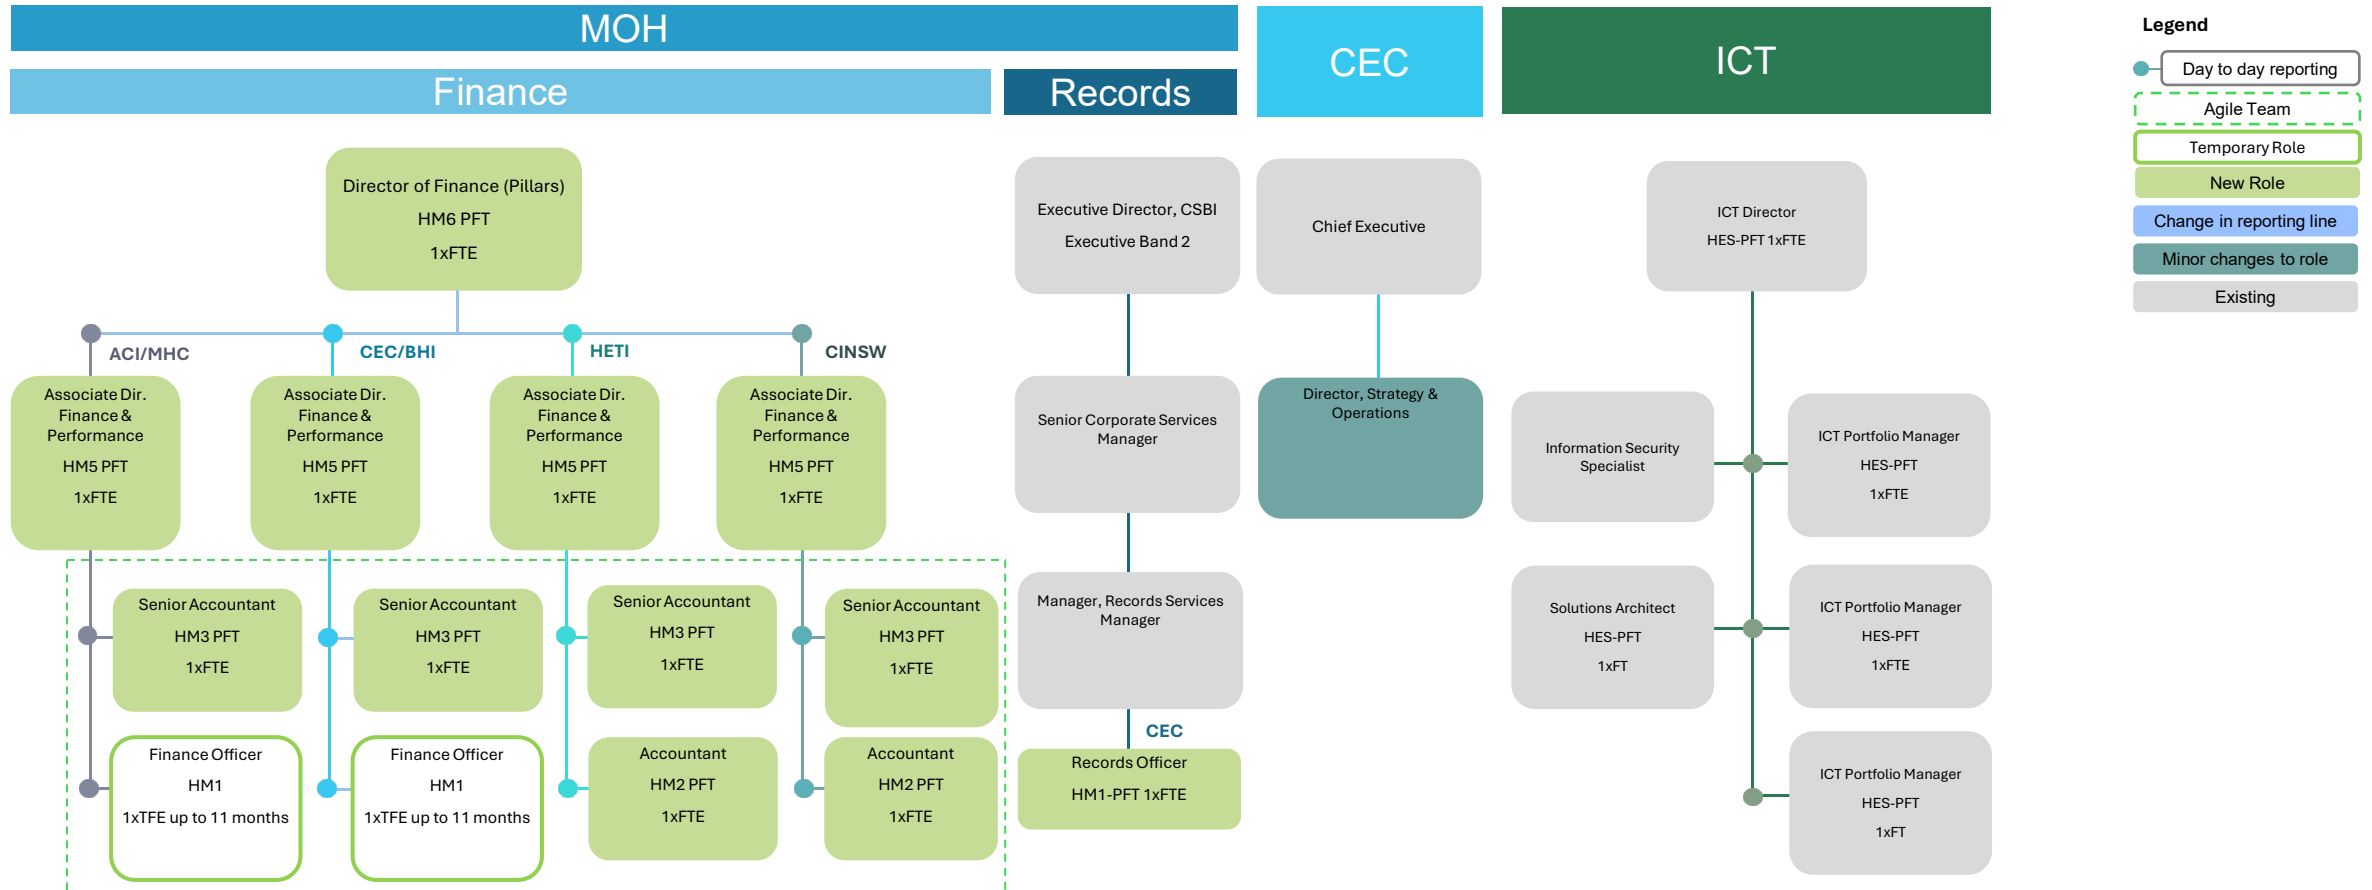 MOH
Finance
Records
CEC
ICT
Legend
Day to day reporting
Agile Team
Temporary Role
New Role
Change in reporting line
Minor changes to role
Existing
Director of Finance (Pillars)
HM6 PFT
1xFTE
ACI/MHC
CEC/BHI
HETI
CINSW
Associate Dir.
Finance &
Performance
HM5 PFT
1xFTE
Associate Dir.
Finance &
Performance
HM5 PFT
1xFTE
Associate Dir.
Finance &
Performance
HM5 PFT
1xFTE
Associate Dir.
Finance &
Performance
HM5 PFT
1xFTE
Senior Accountant
HM3 PFT
1xFTE
Senior Accountant
HM3 PFT
1xFTE
Senior Accountant
HM3 PFT
1xFTE
Senior Accountant
HM3 PFT
1xFTE
Finance Officer
HM1
1xTFE up to 11 months
Finance Officer
HM1
1xTFE up to 11 months
Accountant
HM2 PFT
1xFTE
Accountant
HM2 PFT
1xFTE
Executive Director, CSBI
Executive Band 2
Senior Corporate Services
Manager
Manager, Records Services
Manager
CEC
Records Officer
HM1-PFT 1xFTE
Chief Executive
Director, Strategy &
Operations
ICT Director
HES-PFT 1xFTE
Information Security
Specialist
ICT Portfolio Manager
HES-PFT
1xFTE
Solutions Architect
HES-PFT
1xFT
ICT Portfolio Manager
HES-PFT
1xFTE
ICT Portfolio Manager
HES-PFT
1xFT